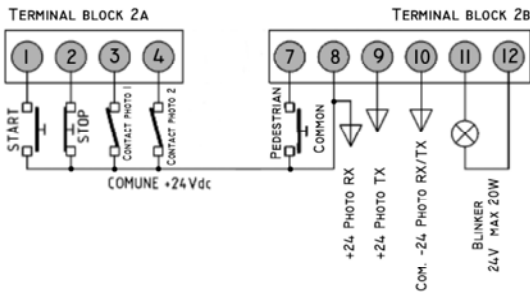 TERMINAL BLOCK 2A
TERMINAL BLOCK 2B
1
2
3
4
7
8
9
10
11
12
START
STOP
CONTACT PHOTO 1
CONTACT PHOTO 2
PEDESTRIAN
COMMON
+24 PHOTO RX
+24 PHOTO TX
COM. -24 PHOTO RX/TX
BLINKER
24V MAX 20W
COMUNE +24Vdc